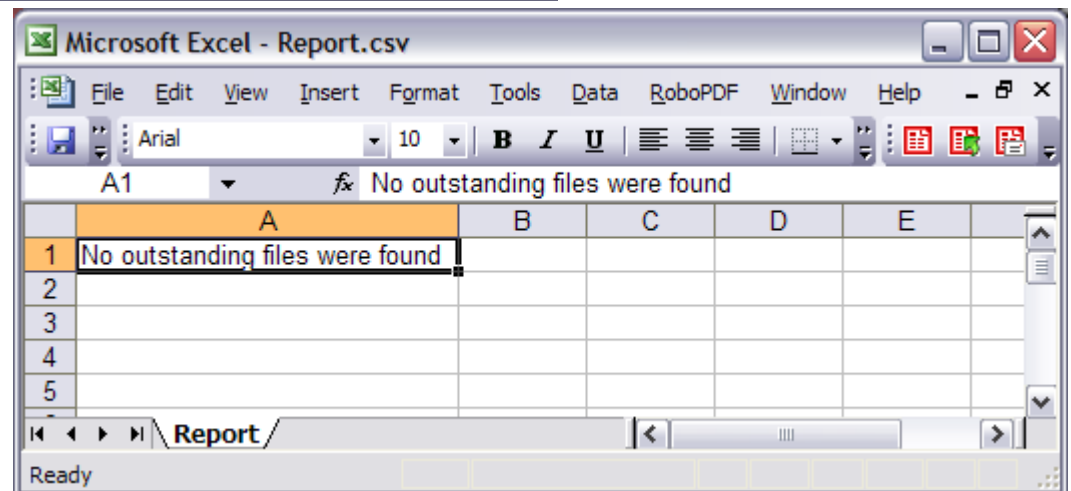 Microsoft Excel - Report.csv
File Edit View Insert Format Tools Data RoboPDF Window Help
Arial 10 B I U
A1 fx No outstanding files were found
A B C D E
1 No outstanding files were found
2
3
4
5
Report
Ready